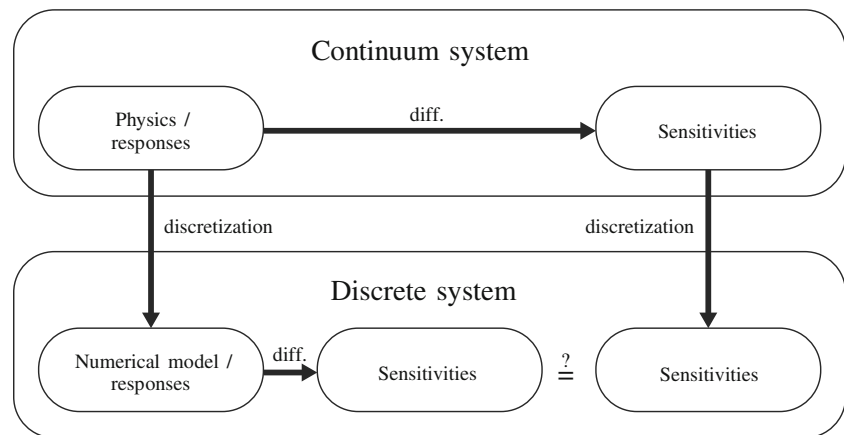 Continuum system
Physics /
responses
diff.
Sensitivities
discretization
discretization
Discrete system
Numerical model /
responses
diff.
Sensitivities
?
=
Sensitivities